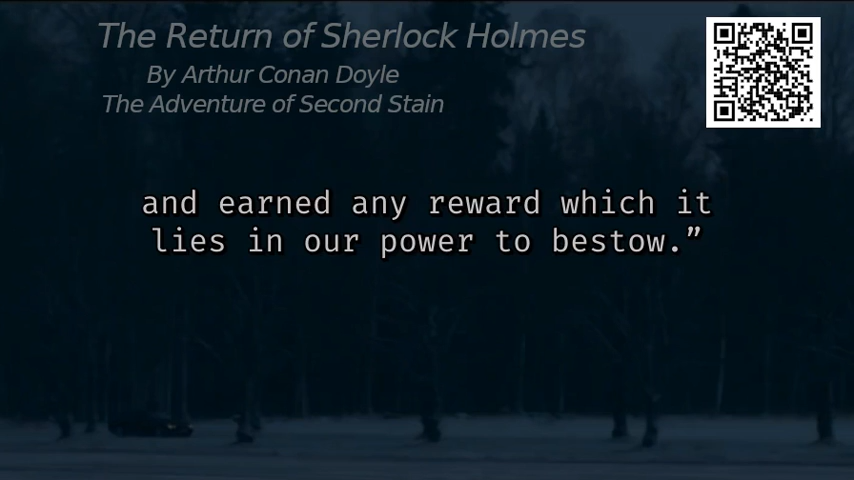 The Return of Sherlock Holmes
By Arthur Conan Doyle
The Adventure of Second Stain
and earned any reward which it
lies in our power to bestow.”